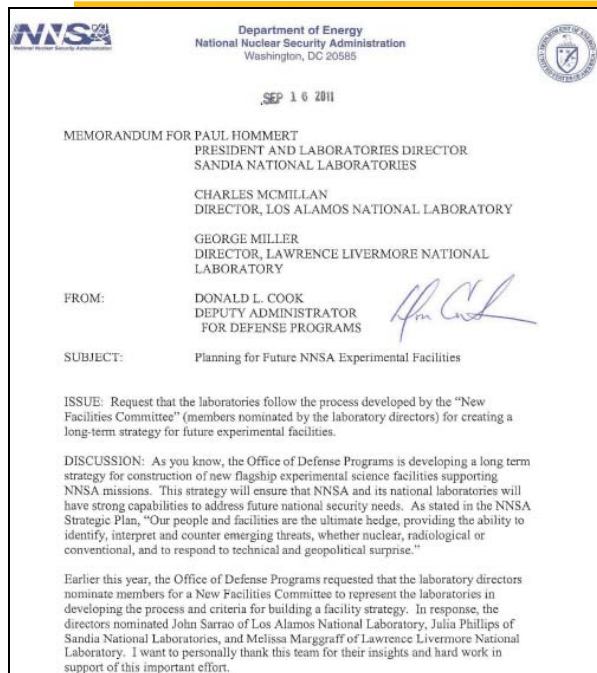 NNSA
National Nuclear Security Administration
Department of Energy
National Nuclear Security Administration
Washington, DC 20585
SEP 16 2011
MEMORANDUM FOR PAUL HOMMERT
PRESIDENT AND LABORATORIES DIRECTOR
SANDIA NATIONAL LABORATORIES
CHARLES MCMILLAN
DIRECTOR, LOS ALAMOS NATIONAL LABORATORY
GEORGE MILLER
DIRECTOR, LAWRENCE LIVERMORE NATIONAL
LABORATORY
FROM: DONALD L. COOK
DEPUTY ADMINISTRATOR
FOR DEFENSE PROGRAMS
Don Cook
SUBJECT: Planning for Future NNSA Experimental Facilities
ISSUE: Request that the laboratories follow the process developed by the “New
Facilities Committee” (members nominated by the laboratory directors) for creating a
long-term strategy for future experimental facilities.
DISCUSSION: As you know, the Office of Defense Programs is developing a long term
strategy for construction of new flagship experimental science facilities supporting
NNSA missions. This strategy will ensure that NNSA and its national laboratories will
have strong capabilities to address future national security needs. As stated in the NNSA
Strategic Plan, “Our people and facilities are the ultimate hedge, providing the ability to
identify, interpret and counter emerging threats, whether nuclear, radiological or
conventional, and to respond to technical and geopolitical surprise.”
Earlier this year, the Office of Defense Programs requested that the laboratory directors
nominate members for a New Facilities Committee to represent the laboratories in
developing the process and criteria for building a facility strategy. In response, the
directors nominated John Sarrao of Los Alamos National Laboratory, Julia Phillips of
Sandia National Laboratories, and Melissa Marggraff of Lawrence Livermore National
Laboratory. I want to personally thank this team for their insights and hard work in
support of this important effort.